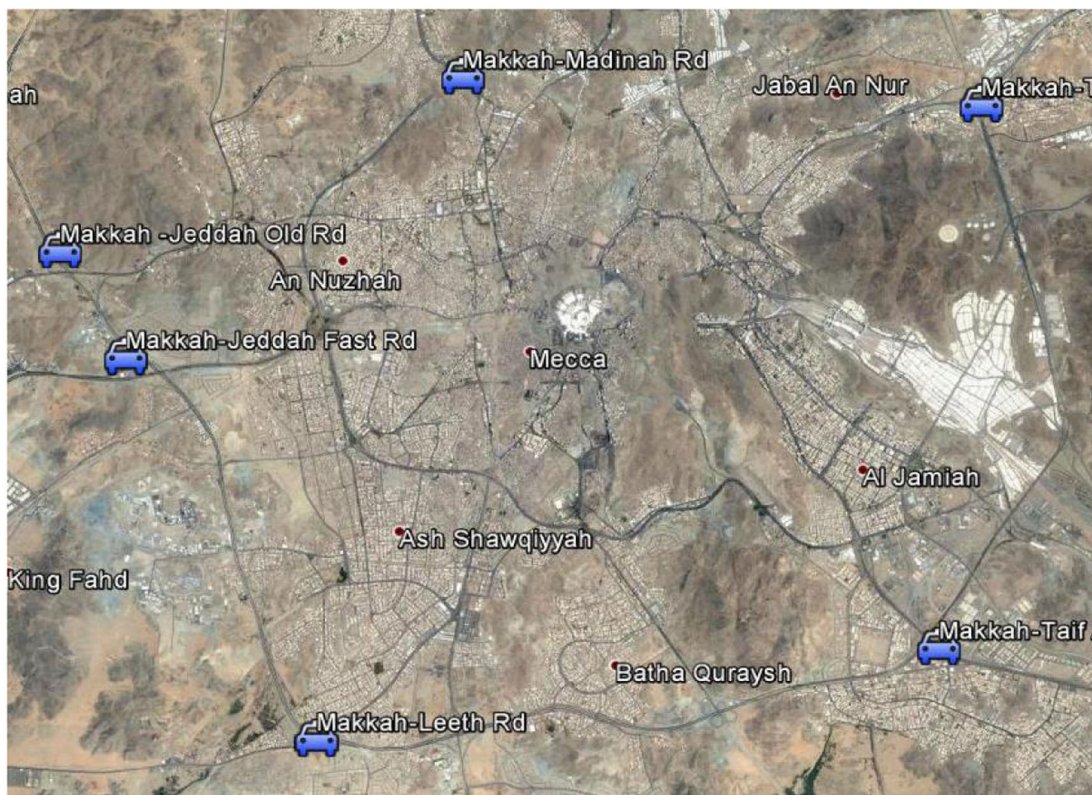 Makkah-Madinah Rd
Jabal An Nur
Makkah-T
ah
Makkah -Jeddah Old Rd
An Nuzhah
Makkah-Jeddah Fast Rd
Mecca
Al Jamiah
Ash Shawqiyyah
King Fahd
Makkah-Taif
Batha Quraysh
Makkah-Leeth Rd